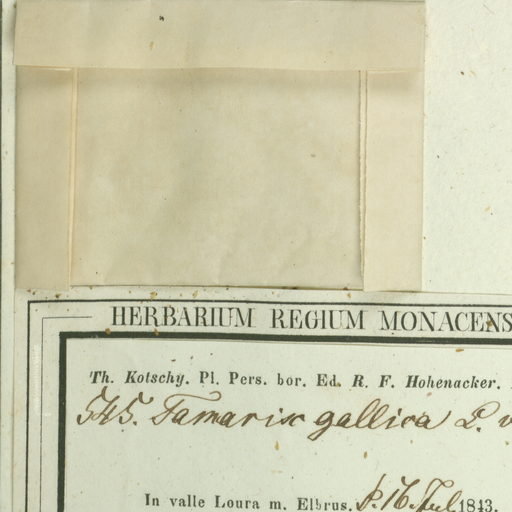 HERBARIUM REGIUM MONACENS
Th. Kotschy. Pl. Pers. bor. Ed. R. F. Hohenacker.
545. Tamarix gallica L. v
In valle Loura m. Elbrus. d. 16. Jul. 1843.